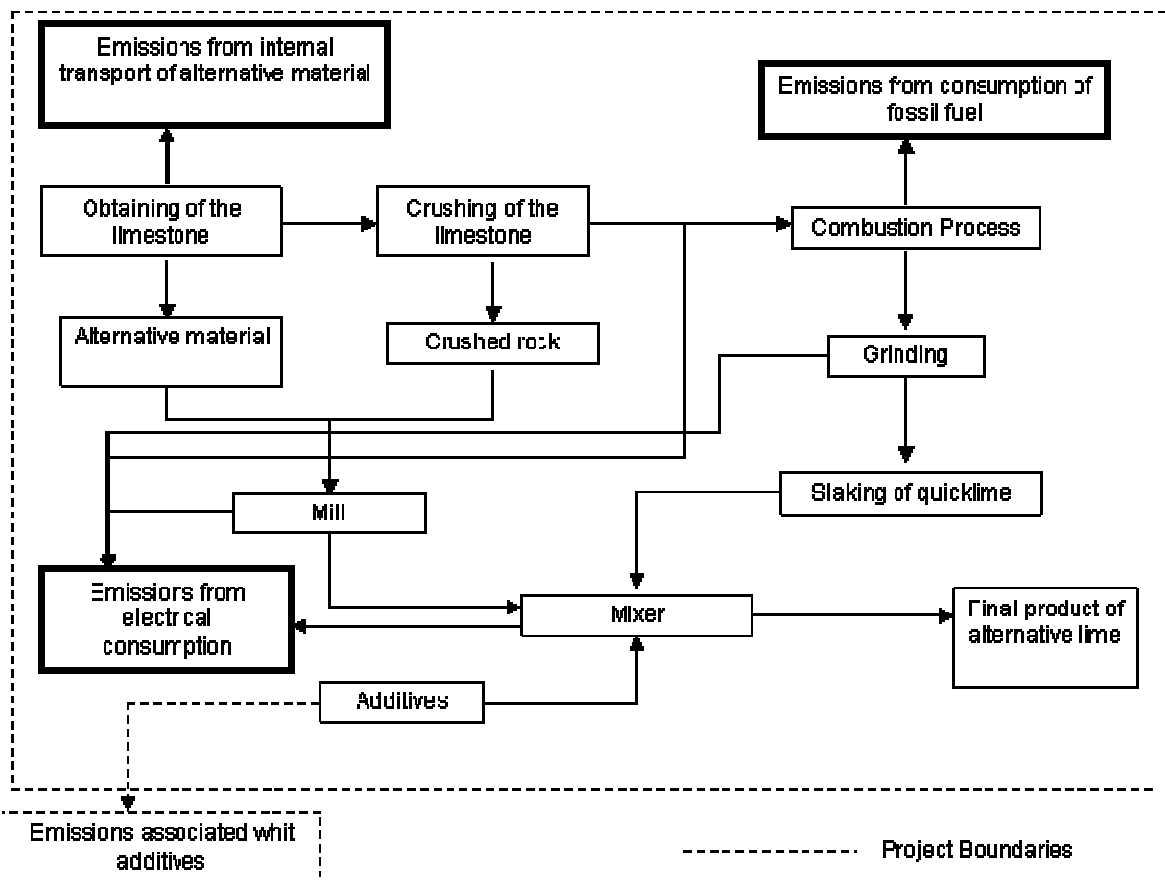 Emissions from internal
transport of alternative material
Emissions from consumption of
fossil fuel
Obtaining of the
limestone
Crushing of the
limestone
Combustion Process
Alternative material
Crushed rock
Grinding
Slaking of quicklime
Mill
Emissions from
electrical
consumption
Mixer
Final product of
alternative lime
Additives
Emissions associated whit
additives
Project Boundaries